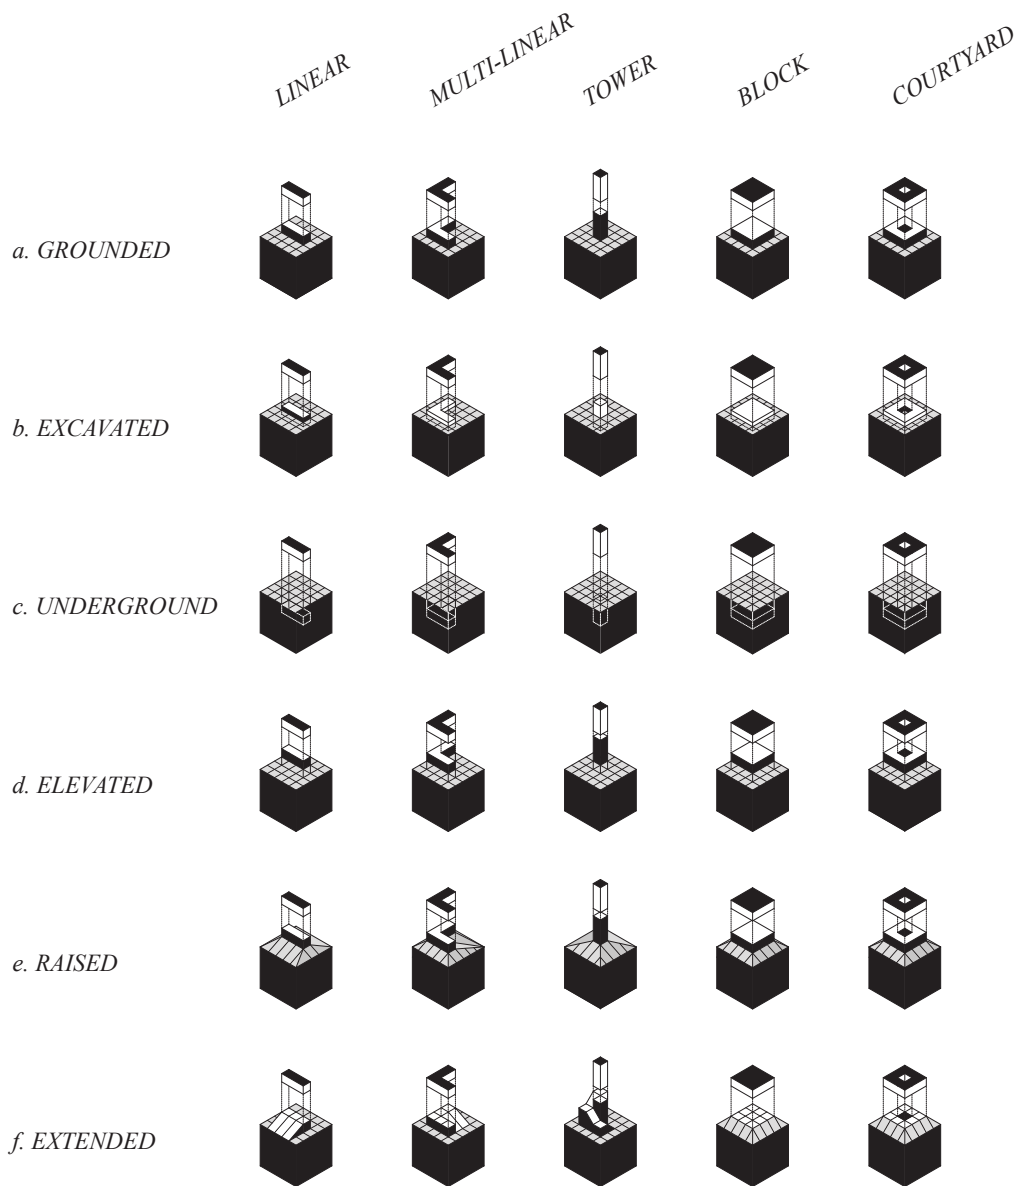 LINEAR
MULTI-LINEAR
TOWER
BLOCK
COURTYARD
a. GROUNDED
b. EXCAVATED
c. UNDERGROUND
d. ELEVATED
e. RAISED
f. EXTENDED